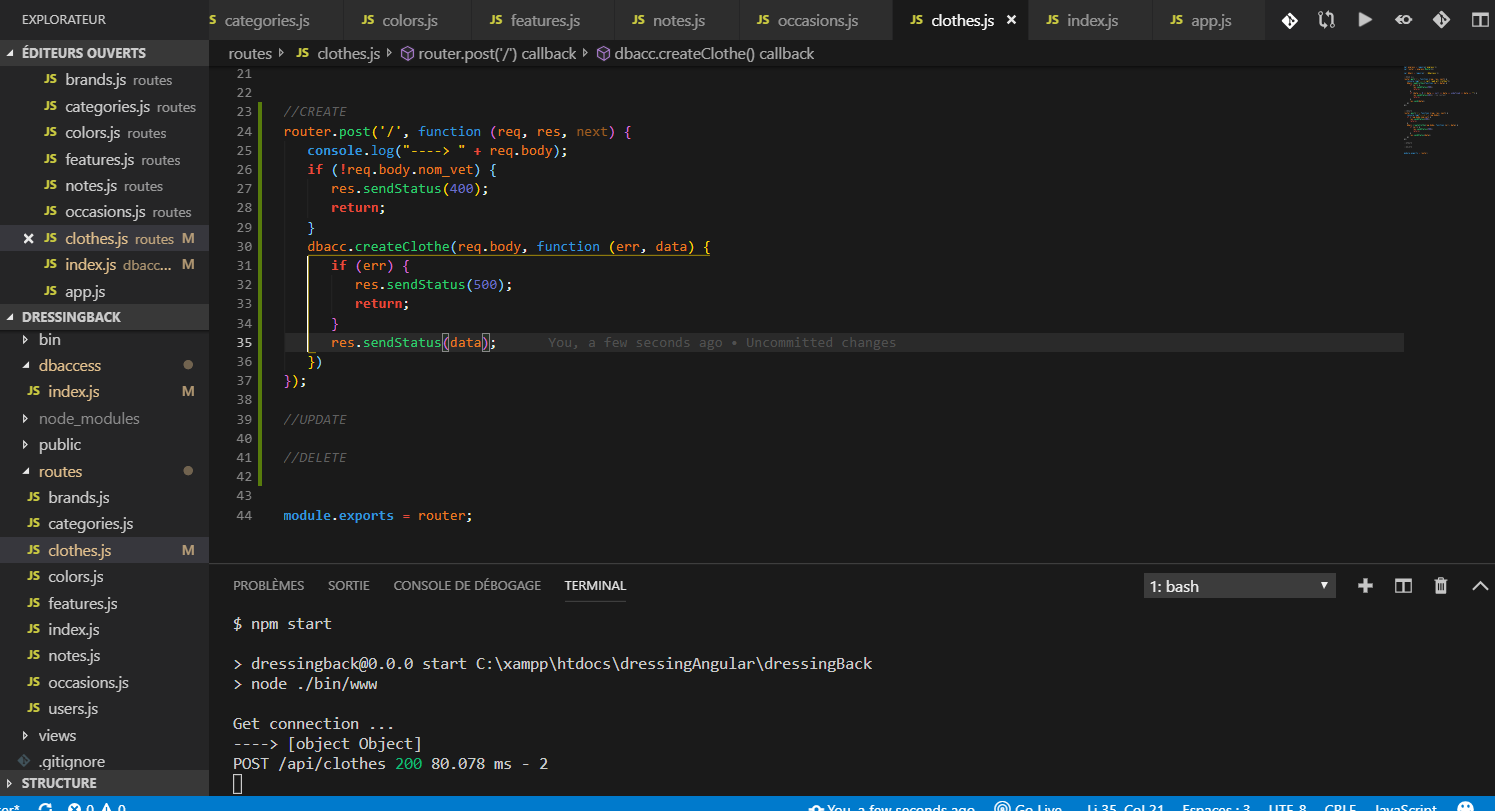 EXPLORATEUR
JS categories.js JS colors.js JS features.js JS notes.js JS occasions.js JS clothes.js × JS index.js JS app.js
ÉDITEURS OUVERTS
JS brands.js routes
JS categories.js routes
JS colors.js routes
JS features.js routes
JS notes.js routes
JS occasions.js routes
× JS clothes.js routes M
JS index.js dbacc... M
JS app.js
DRESSINGBACK
bin
dbaccess
JS index.js M
node_modules
public
routes
JS brands.js
JS categories.js
JS clothes.js M
JS colors.js
JS features.js
JS index.js
JS notes.js
JS occasions.js
JS users.js
views
.gitignore
STRUCTURE
routes JS clothes.js router.post('/') callback dbacc.createClothe() callback
21
22
23 //CREATE
24 router.post('/', function (req, res, next) {
25 console.log("----> " + req.body);
26 if (!req.body.nom_vet) {
27 res.sendStatus(400);
28 return;
29 }
30 dbacc.createClothe(req.body, function (err, data) {
31 if (err) {
32 res.sendStatus(500);
33 return;
34 }
35 res.sendStatus(data); You, a few seconds ago • Uncommitted changes
36 })
37 });
38
39 //UPDATE
40
41 //DELETE
42
43
44 module.exports = router;
PROBLÈMES SORTIE CONSOLE DE DÉBOGAGE TERMINAL 1: bash
$ npm start
> dressingback@0.0.0 start C:\xampp\htdocs\dressingAngular\dressingBack
> node ./bin/www
Get connection ...
----> [object Object]
POST /api/clothes 200 80.078 ms - 2
0 0 You, a few seconds ago Go Live Li 35, Col 21 Espaces : 3 UTF-8 CRLF JavaScript